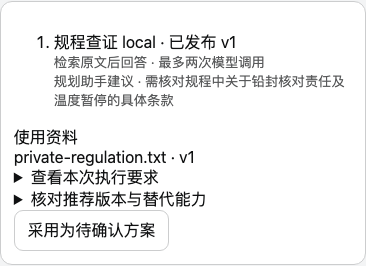 1. 规程查证 local · 已发布 v1
检索原文后回答 · 最多两次模型调用
规划助手建议 · 需核对规程中关于铅封核对责任及
温度暂停的具体条款
使用资料
private-regulation.txt · v1
▶ 查看本次执行要求
▶ 核对推荐版本与替代能力
采用为待确认方案